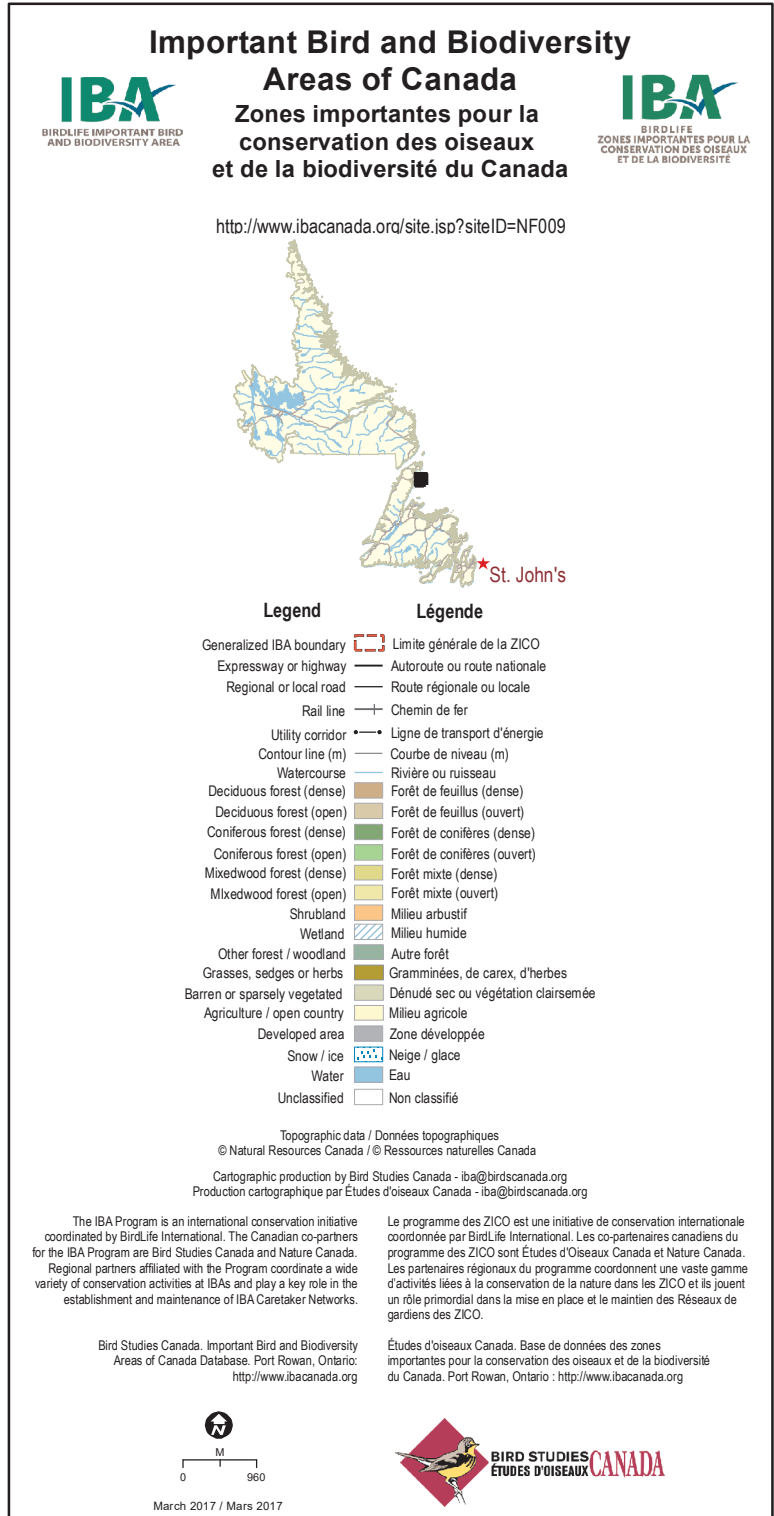 Important Bird and Biodiversity
Areas of Canada
Zones importantes pour la
conservation des oiseaux
et de la biodiversité du Canada
IBA
BIRDLIFE IMPORTANT BIRD
AND BIODIVERSITY AREA
IBA
BIRDLIFE
ZONES IMPORTANTES POUR LA
CONSERVATION DES OISEAUX
ET DE LA BIODIVERSITÉ
http://www.ibacanada.org/site.jsp?siteID=NF009
St. John's
Legend Légende
Generalized IBA boundary Limite générale de la ZICO
Expressway or highway Autoroute ou route nationale
Regional or local road Route régionale ou locale
Rail line Chemin de fer
Utility corridor Ligne de transport d'énergie
Contour line (m) Courbe de niveau (m)
Watercourse Rivière ou ruisseau
Deciduous forest (dense) Forêt de feuillus (dense)
Deciduous forest (open) Forêt de feuillus (ouvert)
Coniferous forest (dense) Forêt de conifères (dense)
Coniferous forest (open) Forêt de conifères (ouvert)
Mixedwood forest (dense) Forêt mixte (dense)
MIxedwood forest (open) Forêt mixte (ouvert)
Shrubland Milieu arbustif
Wetland Milieu humide
Other forest / woodland Autre forêt
Grasses, sedges or herbs Gramminées, de carex, d'herbes
Barren or sparsely vegetated Dénudé sec ou végétation clairsemée
Agriculture / open country Milieu agricole
Developed area Zone développée
Snow / ice Neige / glace
Water Eau
Unclassified Non classifié
Topographic data / Données topographiques
© Natural Resources Canada / © Ressources naturelles Canada
Cartographic production by Bird Studies Canada - iba@birdscanada.org
Production cartographique par Études d'oiseaux Canada - iba@birdscanada.org
The IBA Program is an international conservation initiative
coordinated by BirdLife International. The Canadian co-partners
for the IBA Program are Bird Studies Canada and Nature Canada.
Regional partners affiliated with the Program coordinate a wide
variety of conservation activities at IBAs and play a key role in the
establishment and maintenance of IBA Caretaker Networks.
Bird Studies Canada. Important Bird and Biodiversity
Areas of Canada Database. Port Rowan, Ontario:
http://www.ibacanada.org
Le programme des ZICO est une initiative de conservation internationale
coordonnée par BirdLife International. Les co-partenaires canadiens du
programme des ZICO sont Études d'Oiseaux Canada et Nature Canada.
Les partenaires régionaux du programme coordonnent une vaste gamme
d'activités liées à la conservation de la nature dans les ZICO et ils jouent
un rôle primordial dans la mise en place et le maintien des Réseaux de
gardiens des ZICO.
Études d'oiseaux Canada. Base de données des zones
importantes pour la conservation des oiseaux et de la biodiversité
du Canada. Port Rowan, Ontario : http://www.ibacanada.org
N
M
0 960
March 2017 / Mars 2017
BIRD STUDIES
ÉTUDES D'OISEAUX CANADA